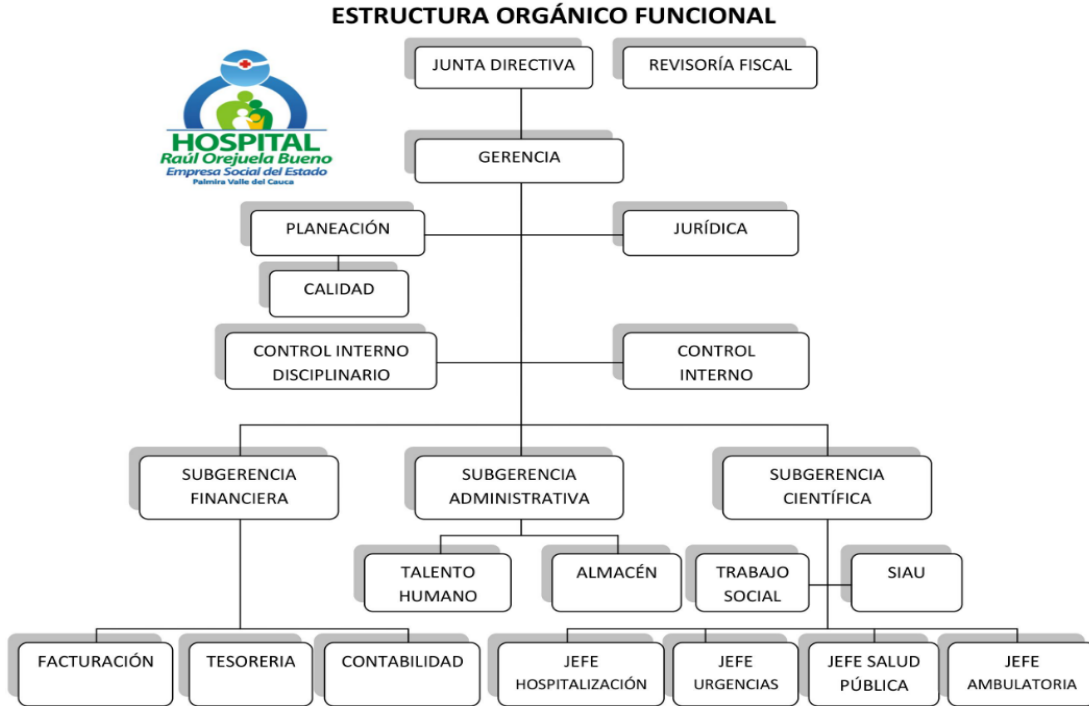 ESTRUCTURA ORGÁNICO FUNCIONAL
JUNTA DIRECTIVA
REVISORÍA FISCAL
HOSPITAL
Raúl Orejuela Bueno
Empresa Social del Estado
Palmira Valle del Cauca
GERENCIA
PLANEACIÓN
JURÍDICA
CALIDAD
CONTROL INTERNO
DISCIPLINARIO
CONTROL
INTERNO
SUBGERENCIA
FINANCIERA
SUBGERENCIA
ADMINISTRATIVA
SUBGERENCIA
CIENTÍFICA
TALENTO
HUMANO
ALMACÉN
TRABAJO
SOCIAL
SIAU
FACTURACIÓN
TESORERIA
CONTABILIDAD
JEFE
HOSPITALIZACIÓN
JEFE
URGENCIAS
JEFE SALUD
PÚBLICA
JEFE
AMBULATORIA